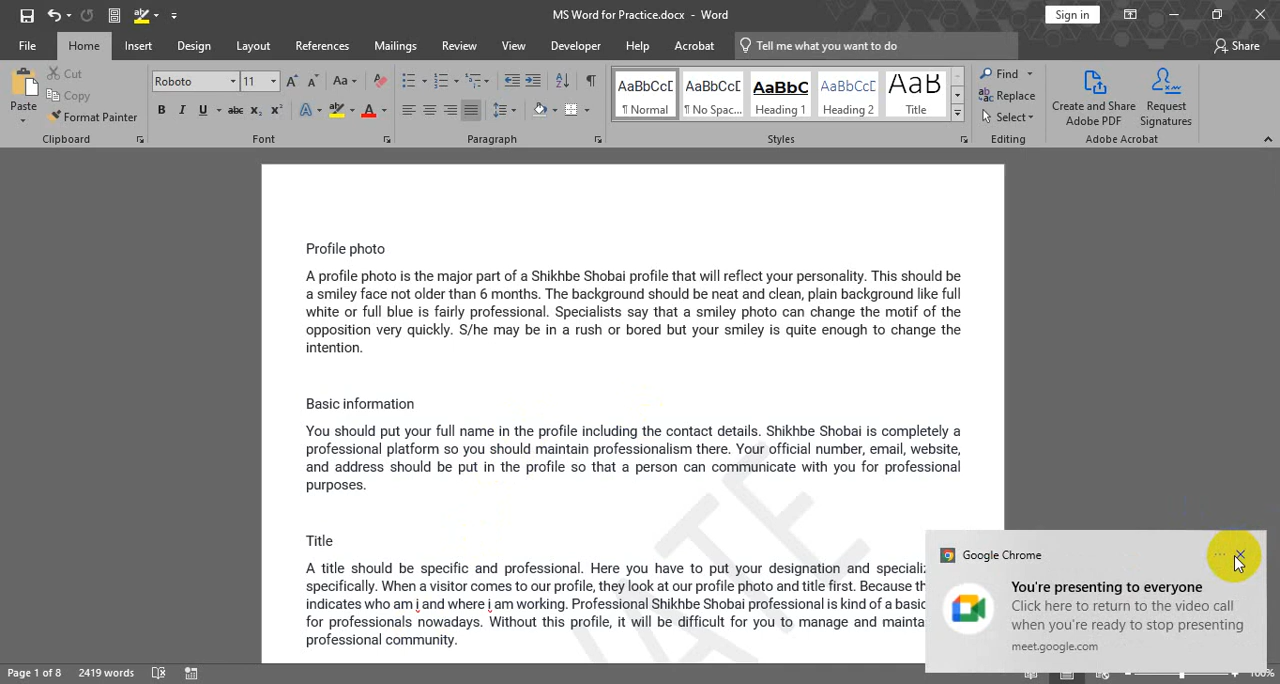 MS Word for Practice.docx - Word
Sign in
File Home Insert Design Layout References Mailings Review View Developer Help Acrobat Tell me what you want to do Share
Paste
Cut
Copy
Format Painter
Clipboard
Roboto 11
Font
Paragraph
AaBbCcDc AaBbCcDc AaBbC AaBbCcD AaB
¶ Normal ¶ No Spac... Heading 1 Heading 2 Title
Styles
Find
Replace
Select
Editing
Create and Share Adobe PDF
Request Signatures
Adobe Acrobat
Profile photo
A profile photo is the major part of a Shikhbe Shobai profile that will reflect your personality. This should be
a smiley face not older than 6 months. The background should be neat and clean, plain background like full
white or full blue is fairly professional. Specialists say that a smiley photo can change the motif of the
opposition very quickly. S/he may be in a rush or bored but your smiley is quite enough to change the
intention.
Basic information
You should put your full name in the profile including the contact details. Shikhbe Shobai is completely a
professional platform so you should maintain professionalism there. Your official number, email, website,
and address should be put in the profile so that a person can communicate with you for professional
purposes.
Title
A title should be specific and professional. Here you have to put your designation and
specifically. When a visitor comes to our profile, they look at our profile photo and title first. Because
indicates who am i and where i am working. Professional Shikhbe Shobai professional is kind of a
for professionals nowadays. Without this profile, it will be difficult for you to manage and
professional community.
Google Chrome
You're presenting to everyone
Click here to return to the video call
when you're ready to stop presenting
meet.google.com
Page 1 of 8 2419 words 100%